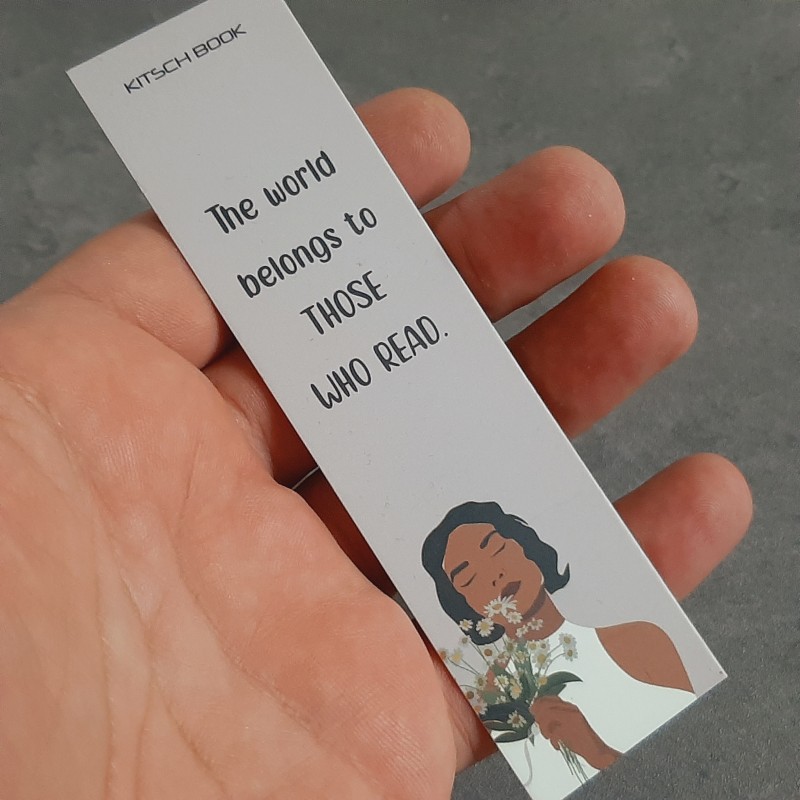 KITSCH BOOK
The world
belongs to
THOSE
WHO READ.